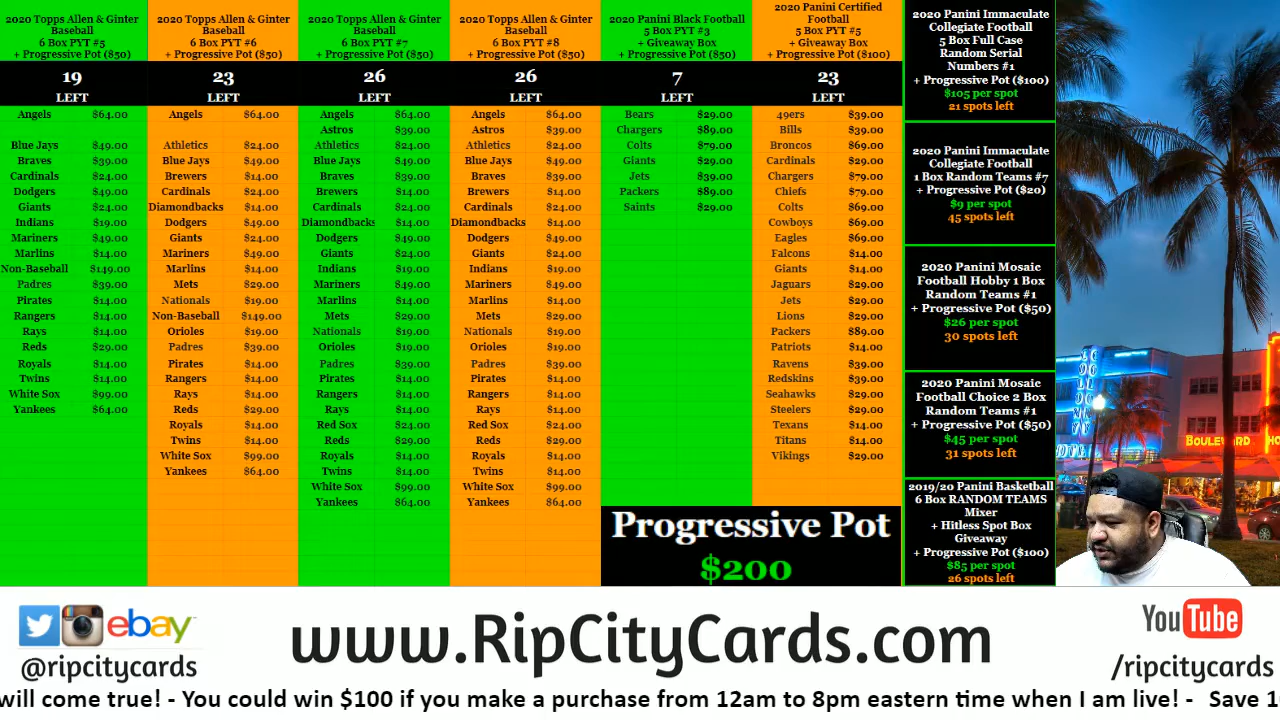 2020 Topps Allen & Ginter
Baseball
6 Box PYT #5
+ Progressive Pot ($50)
19
LEFT
Angels $64.00
Blue Jays $49.00
Braves $39.00
Cardinals $24.00
Dodgers $49.00
Giants $24.00
Indians $19.00
Mariners $49.00
Marlins $14.00
Non-Baseball $149.00
Padres $39.00
Pirates $14.00
Rangers $14.00
Rays $14.00
Reds $29.00
Royals $14.00
Twins $14.00
White Sox $99.00
Yankees $64.00
2020 Topps Allen & Ginter
Baseball
6 Box PYT #6
+ Progressive Pot ($50)
23
LEFT
Angels $64.00
Athletics $24.00
Blue Jays $49.00
Brewers $14.00
Cardinals $24.00
Diamondbacks $14.00
Dodgers $49.00
Giants $24.00
Mariners $49.00
Marlins $14.00
Mets $29.00
Nationals $19.00
Non-Baseball $149.00
Orioles $19.00
Padres $39.00
Pirates $14.00
Rangers $14.00
Rays $14.00
Reds $29.00
Royals $14.00
Twins $14.00
White Sox $99.00
Yankees $64.00
2020 Topps Allen & Ginter
Baseball
6 Box PYT #7
+ Progressive Pot ($50)
26
LEFT
Angels $64.00
Astros $39.00
Athletics $24.00
Blue Jays $49.00
Braves $39.00
Brewers $14.00
Cardinals $24.00
Diamondbacks $14.00
Dodgers $49.00
Giants $24.00
Indians $19.00
Mariners $49.00
Marlins $14.00
Mets $29.00
Nationals $19.00
Orioles $19.00
Padres $39.00
Pirates $14.00
Rangers $14.00
Rays $14.00
Red Sox $24.00
Reds $29.00
Royals $14.00
Twins $14.00
White Sox $99.00
Yankees $64.00
2020 Topps Allen & Ginter
Baseball
6 Box PYT #8
+ Progressive Pot ($50)
26
LEFT
Angels $64.00
Astros $39.00
Athletics $24.00
Blue Jays $49.00
Braves $39.00
Brewers $14.00
Cardinals $24.00
Diamondbacks $14.00
Dodgers $49.00
Giants $24.00
Indians $19.00
Mariners $49.00
Marlins $14.00
Mets $29.00
Nationals $19.00
Orioles $19.00
Padres $39.00
Pirates $14.00
Rangers $14.00
Rays $14.00
Red Sox $24.00
Reds $29.00
Royals $14.00
Twins $14.00
White Sox $99.00
Yankees $64.00
2020 Panini Black Football
5 Box PYT #3
+ Giveaway Box
+ Progressive Pot ($50)
7
LEFT
Bears $29.00
Chargers $89.00
Colts $79.00
Giants $29.00
Jets $39.00
Packers $89.00
Saints $29.00
2020 Panini Certified
Football
5 Box PYT #5
+ Giveaway Box
+ Progressive Pot ($100)
23
LEFT
49ers $39.00
Bills $39.00
Broncos $69.00
Cardinals $29.00
Chargers $79.00
Chiefs $79.00
Colts $69.00
Cowboys $69.00
Eagles $69.00
Falcons $14.00
Giants $14.00
Jaguars $29.00
Jets $29.00
Lions $29.00
Packers $89.00
Patriots $14.00
Ravens $39.00
Redskins $39.00
Seahawks $29.00
Steelers $29.00
Texans $14.00
Titans $14.00
Vikings $29.00
Progressive Pot
$200
2020 Panini Immaculate
Collegiate Football
5 Box Full Case
Random Serial
Numbers #1
+ Progressive Pot ($100)
$105 per spot
21 spots left
2020 Panini Immaculate
Collegiate Football
1 Box Random Teams #7
+ Progressive Pot ($20)
$9 per spot
45 spots left
2020 Panini Mosaic
Football Hobby 1 Box
Random Teams #1
+ Progressive Pot ($50)
$26 per spot
30 spots left
2020 Panini Mosaic
Football Choice 2 Box
Random Teams #1
+ Progressive Pot ($50)
$45 per spot
31 spots left
2019/20 Panini Basketball
6 Box RANDOM TEAMS
Mixer
+ Hitless Spot Box
Giveaway
+ Progressive Pot ($100)
$85 per spot
26 spots left
COLONY
BOULEVARD HO
ebay
@ripcitycards
www.RipCityCards.com
YouTube
/ripcitycards
will come true! - You could win $100 if you make a purchase from 12am to 8pm eastern time when I am live! - Save 1